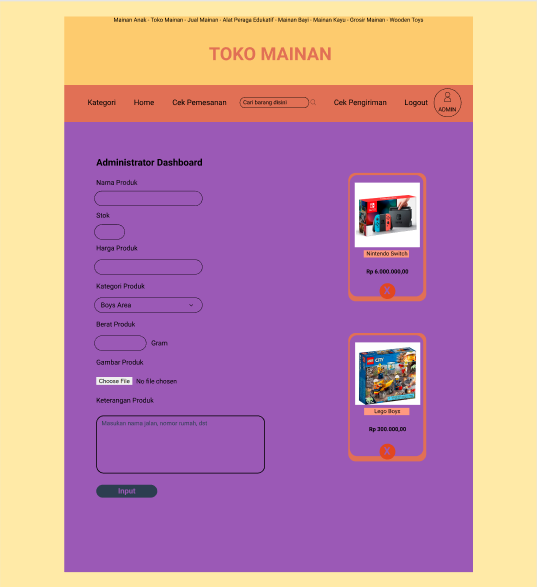 Mainan Anak - Toko Mainan - Jual Mainan - Alat Peraga Edukatif - Mainan Bayi - Mainan Kayu - Grosir Mainan - Wooden Toys
TOKO MAINAN
Kategori Home Cek Pemesanan Cari barang disini Cek Pengiriman Logout ADMIN
Administrator Dashboard
Nama Produk
Stok
Harga Produk
Kategori Produk
Boys Area
Berat Produk
Gram
Gambar Produk
Choose File No file chosen
Keterangan Produk
Masukan nama jalan, nomar rumah, dst
Input
Nintendo Switch
Rp 6.000.000,00
X
CITY
Lego Boys
Rp 300.000,00
X